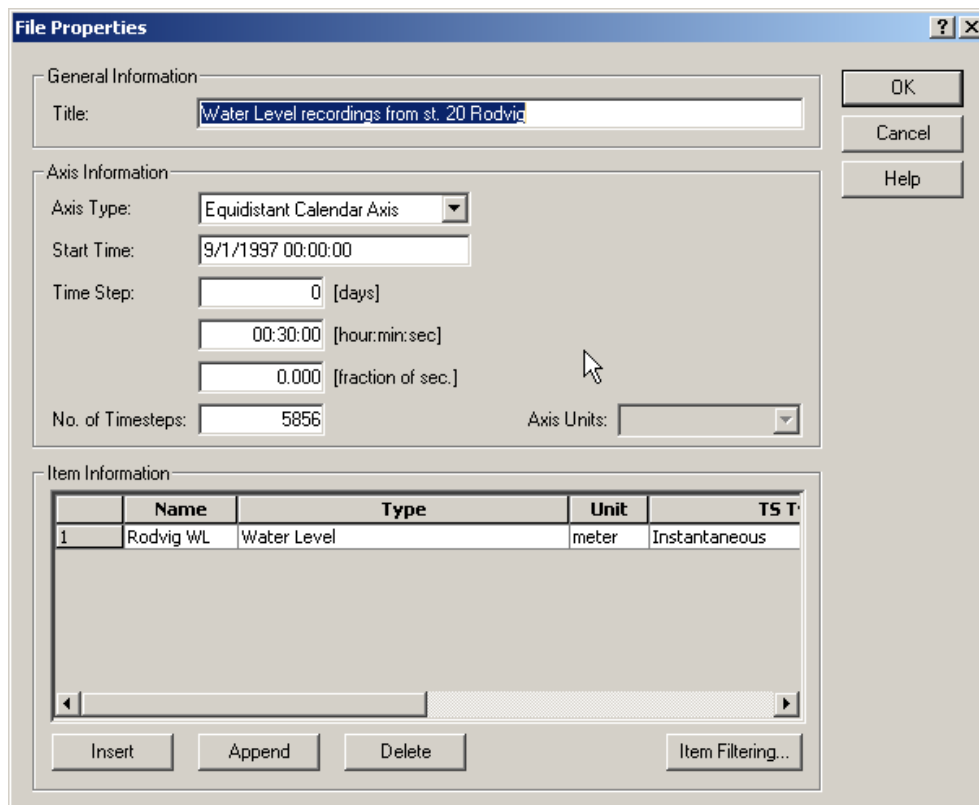 File Properties
General Information
Title: Water Level recordings from st. 20 Rodvig
OK
Cancel
Help
Axis Information
Axis Type: Equidistant Calendar Axis
Start Time: 9/1/1997 00:00:00
Time Step: 0 [days]
00:30:00 [hour:min:sec]
0.000 [fraction of sec.]
No. of Timesteps: 5856 Axis Units:
Item Information
Name Type Unit TS T
1 Rodvig WL Water Level meter Instantaneous
Insert Append Delete Item Filtering...